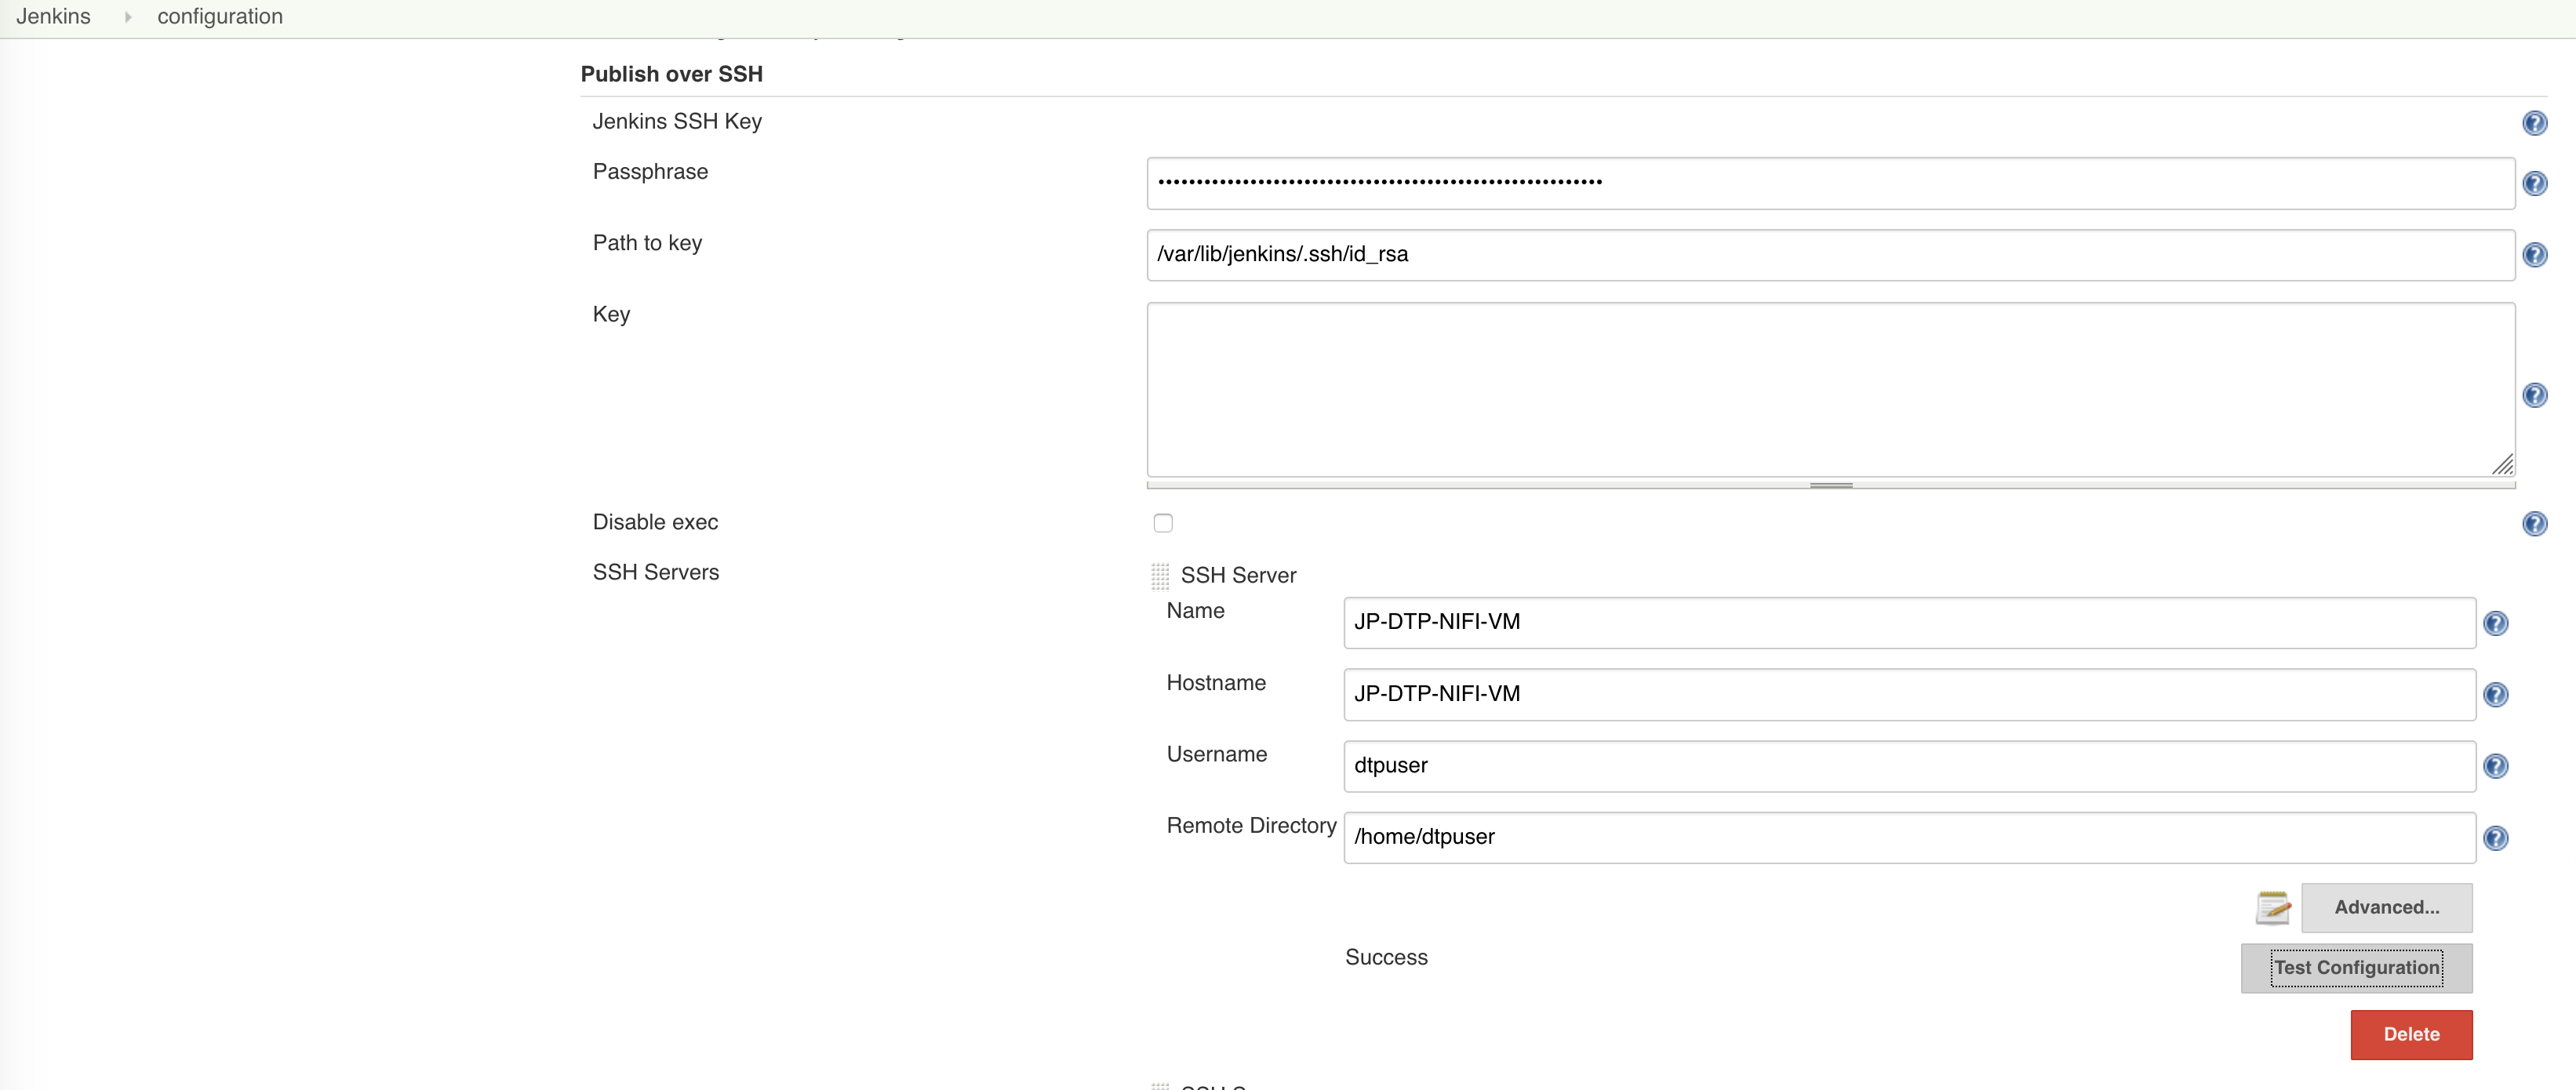 Jenkins configuration
Publish over SSH
Jenkins SSH Key
Passphrase ••••••••••••••••••••••••••••••••••••••••••••••••••••••••••
Path to key /var/lib/jenkins/.ssh/id_rsa
Key
Disable exec
SSH Servers SSH Server
Name JP-DTP-NIFI-VM
Hostname JP-DTP-NIFI-VM
Username dtpuser
Remote Directory /home/dtpuser
Advanced...
Success Test Configuration
Delete